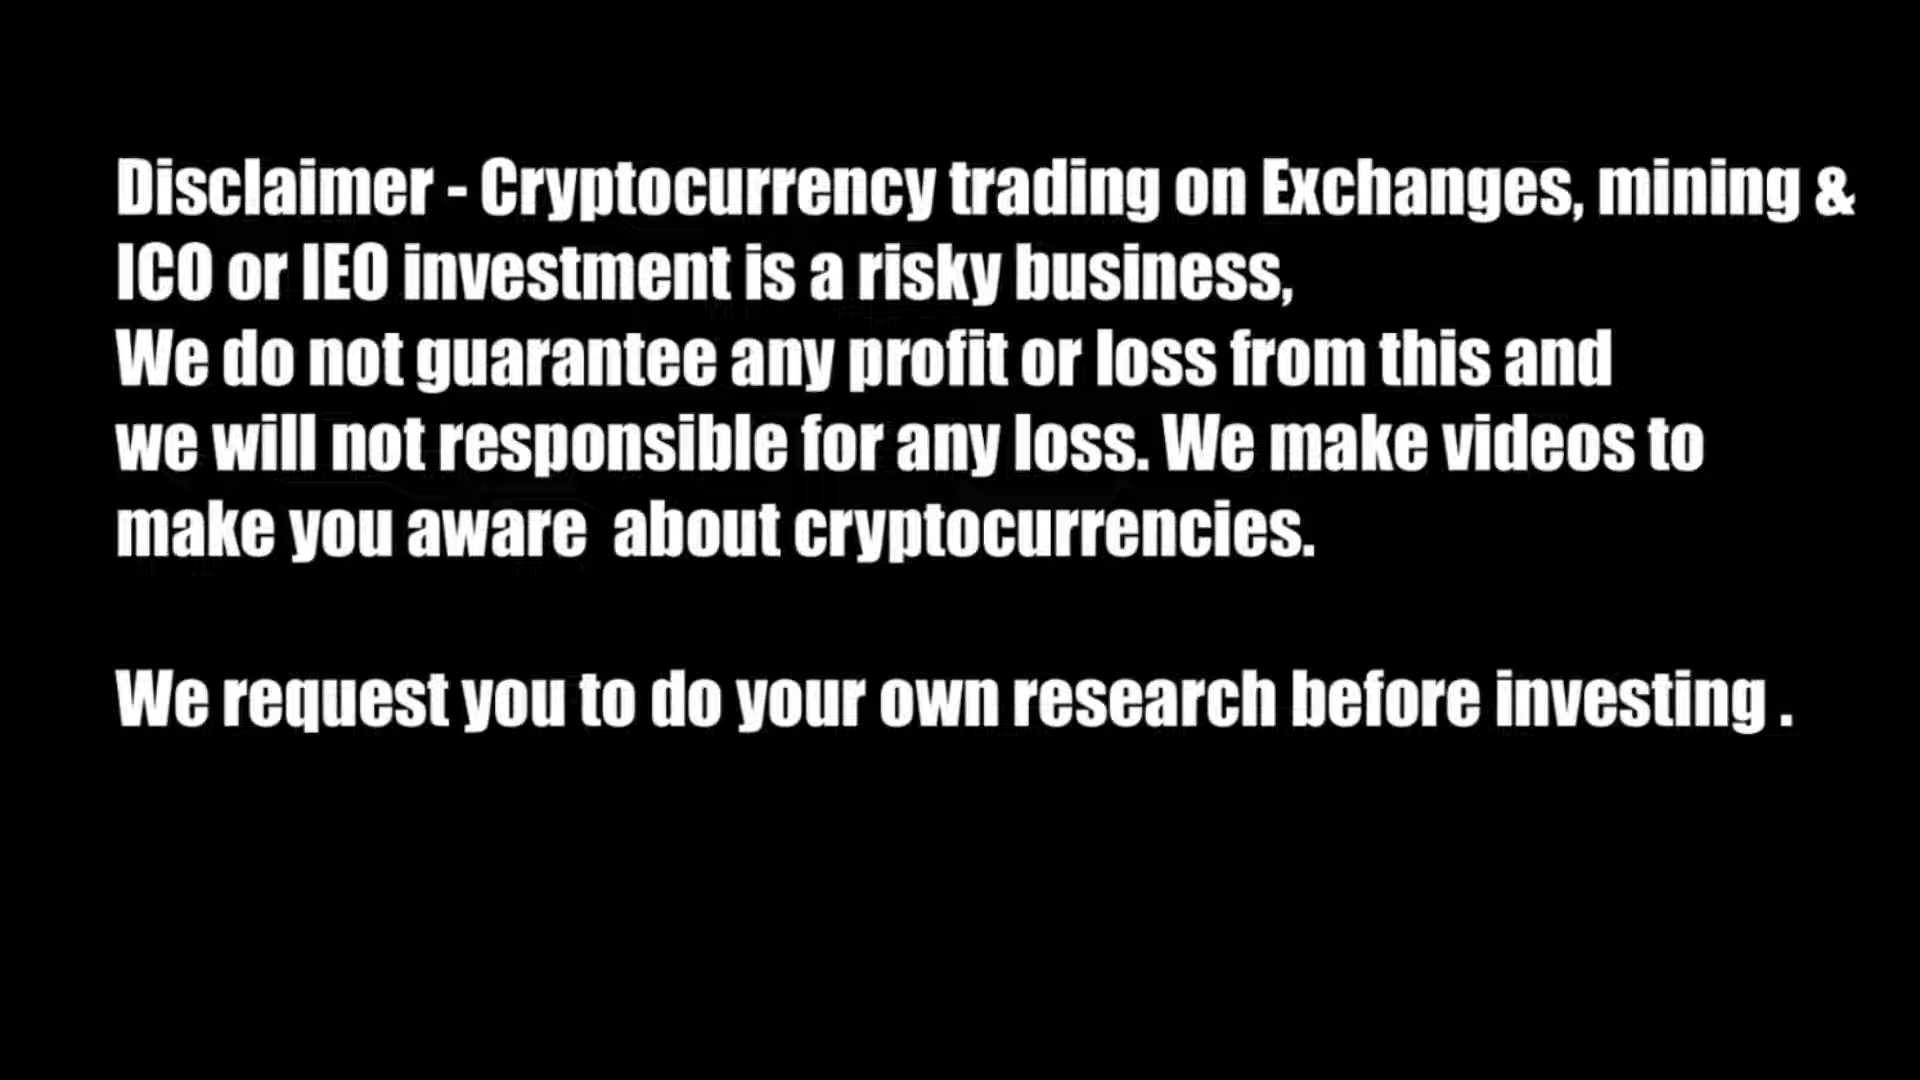 Disclaimer - Cryptocurrency trading on Exchanges, mining &
ICO or IEO investment is a risky business,
We do not guarantee any profit or loss from this and
we will not responsible for any loss. We make videos to
make you aware  about cryptocurrencies.
We request you to do your own research before investing .